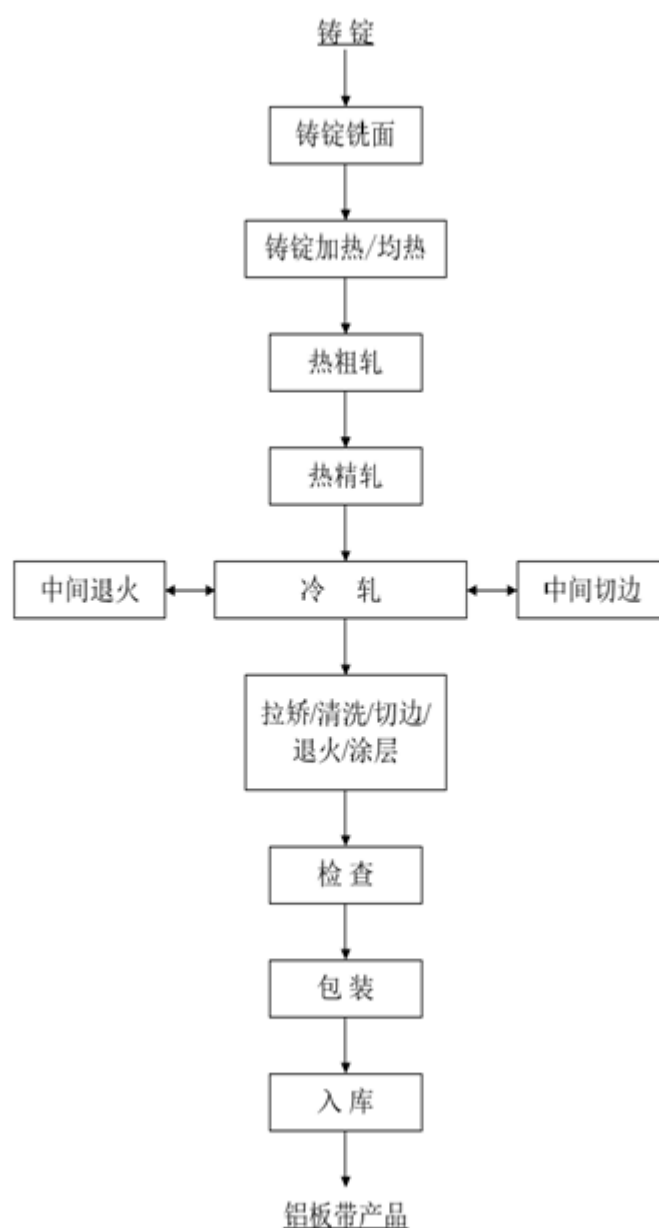 铸 锭
铸锭铣面
铸锭加热/均热
热粗轧
热精轧
中间退火
冷 轧
中间切边
拉矫/清洗/切边/
退火/涂层
检 查
包 装
入 库
铝板带产品